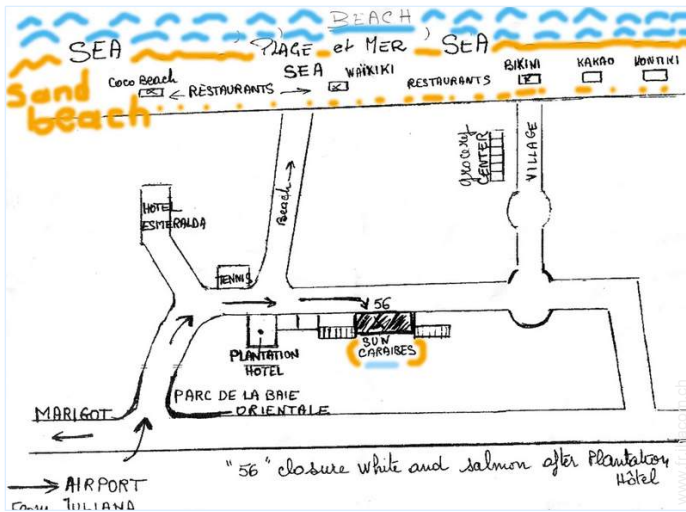 BEACH
SEA PLAGE et MER SEA
Sand beach
SEA
Coco Beach
← RESTAURANTS →
WAÏKIKI
RESTAURANTS
BIKINI
KAKAO
KONTIKI
grocery
CENTER
VILLAGE
Beach →
HOTEL
ESMERALDA
TENNIS
56
PLANTATION
HOTEL
SUN
CARAIBES
PARC DE LA BAIE
ORIENTALE
MARIGOT
"56" closure white and salmon after Plantation
Hôtel
→ AIRPORT
From JULIANA